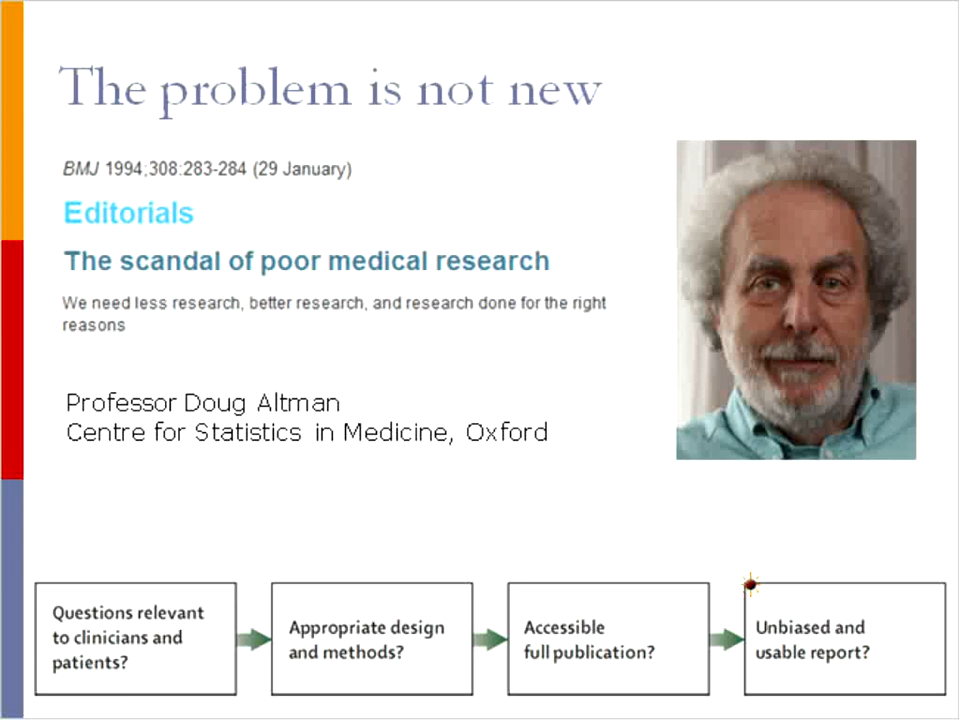 The problem is not new
BMJ 1994;308:283-284 (29 January)
Editorials
The scandal of poor medical research
We need less research, better research, and research done for the right
reasons
Professor Doug Altman
Centre for Statistics in Medicine, Oxford
Questions relevant
to clinicians and
patients?
Appropriate design
and methods?
Accessible
full publication?
Unbiased and
usable report?